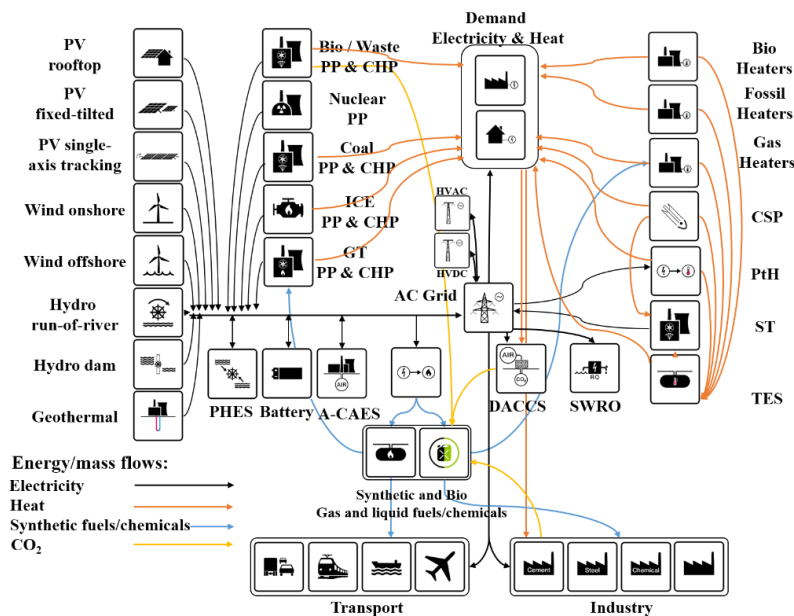 PV
rooftop
PV
fixed-tilted
PV single-
axis tracking
Wind onshore
Wind offshore
Hydro
run-of-river
Hydro dam
Geothermal
Bio / Waste
PP & CHP
Nuclear
PP
Coal
PP & CHP
ICE
PP & CHP
GT
PP & CHP
Demand
Electricity & Heat
HVAC
HVDC
AC Grid
Bio
Heaters
Fossil
Heaters
Gas
Heaters
CSP
PtH
ST
TES
PHES
Battery
AIR
A-CAES
AIR
CO₂
DACCS
RO
SWRO
Synthetic and Bio
Gas and liquid fuels/chemicals
Energy/mass flows:
Electricity
Heat
Synthetic fuels/chemicals
CO₂
Transport
Cement
Steel
Chemical
Industry